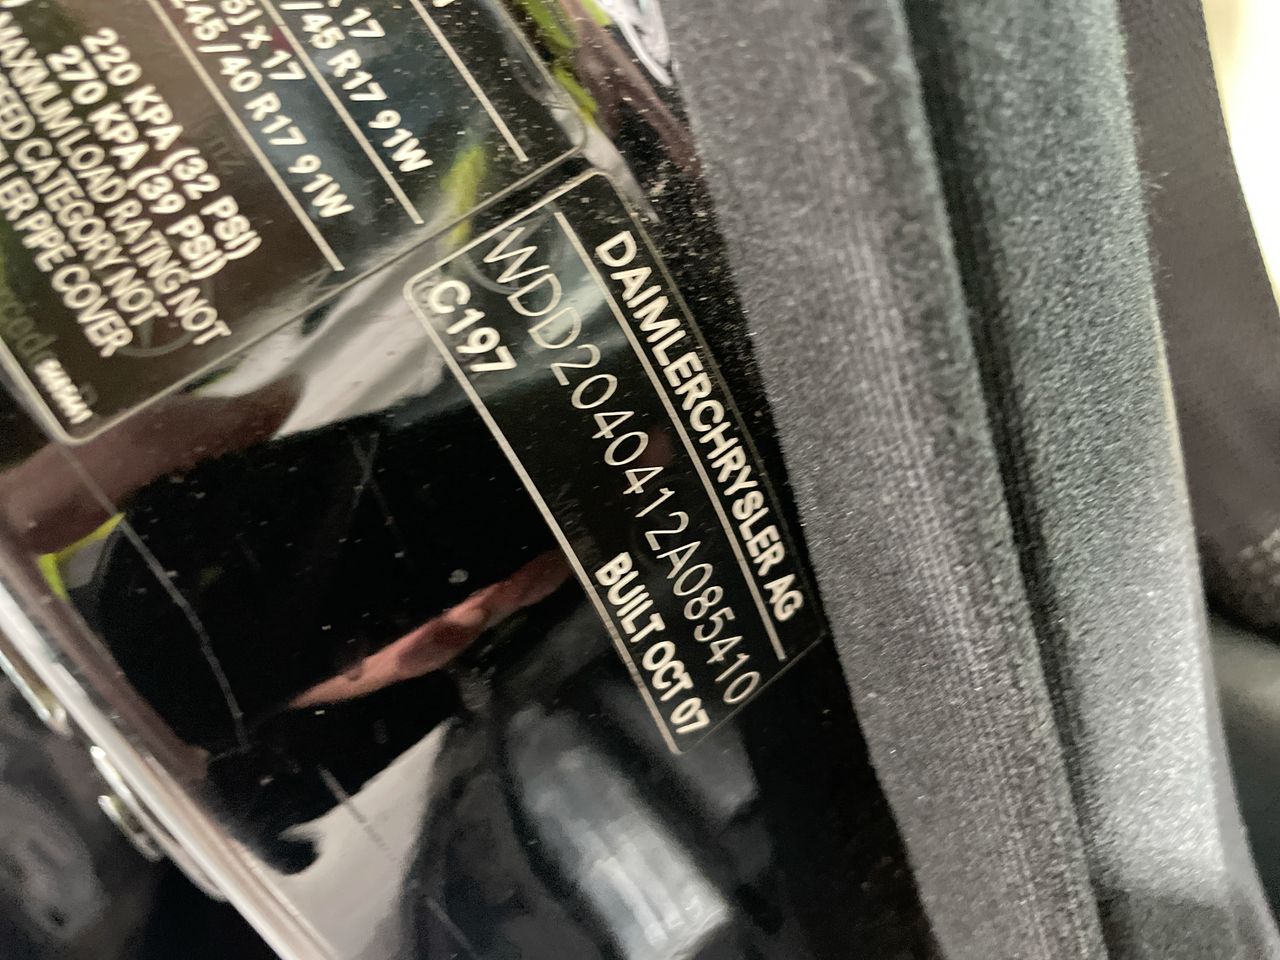 17
/45 R17 91W
J x 17
245/40 R17 91W
220 KPA (32 PSI)
270 KPA (39 PSI)
MAXIMUM LOAD RATING NOT
CATEGORY NOT
PIPE COVER
DAIMLERCHRYSLER AG
WDD2040412A085410
C197
BUILT OCT 07